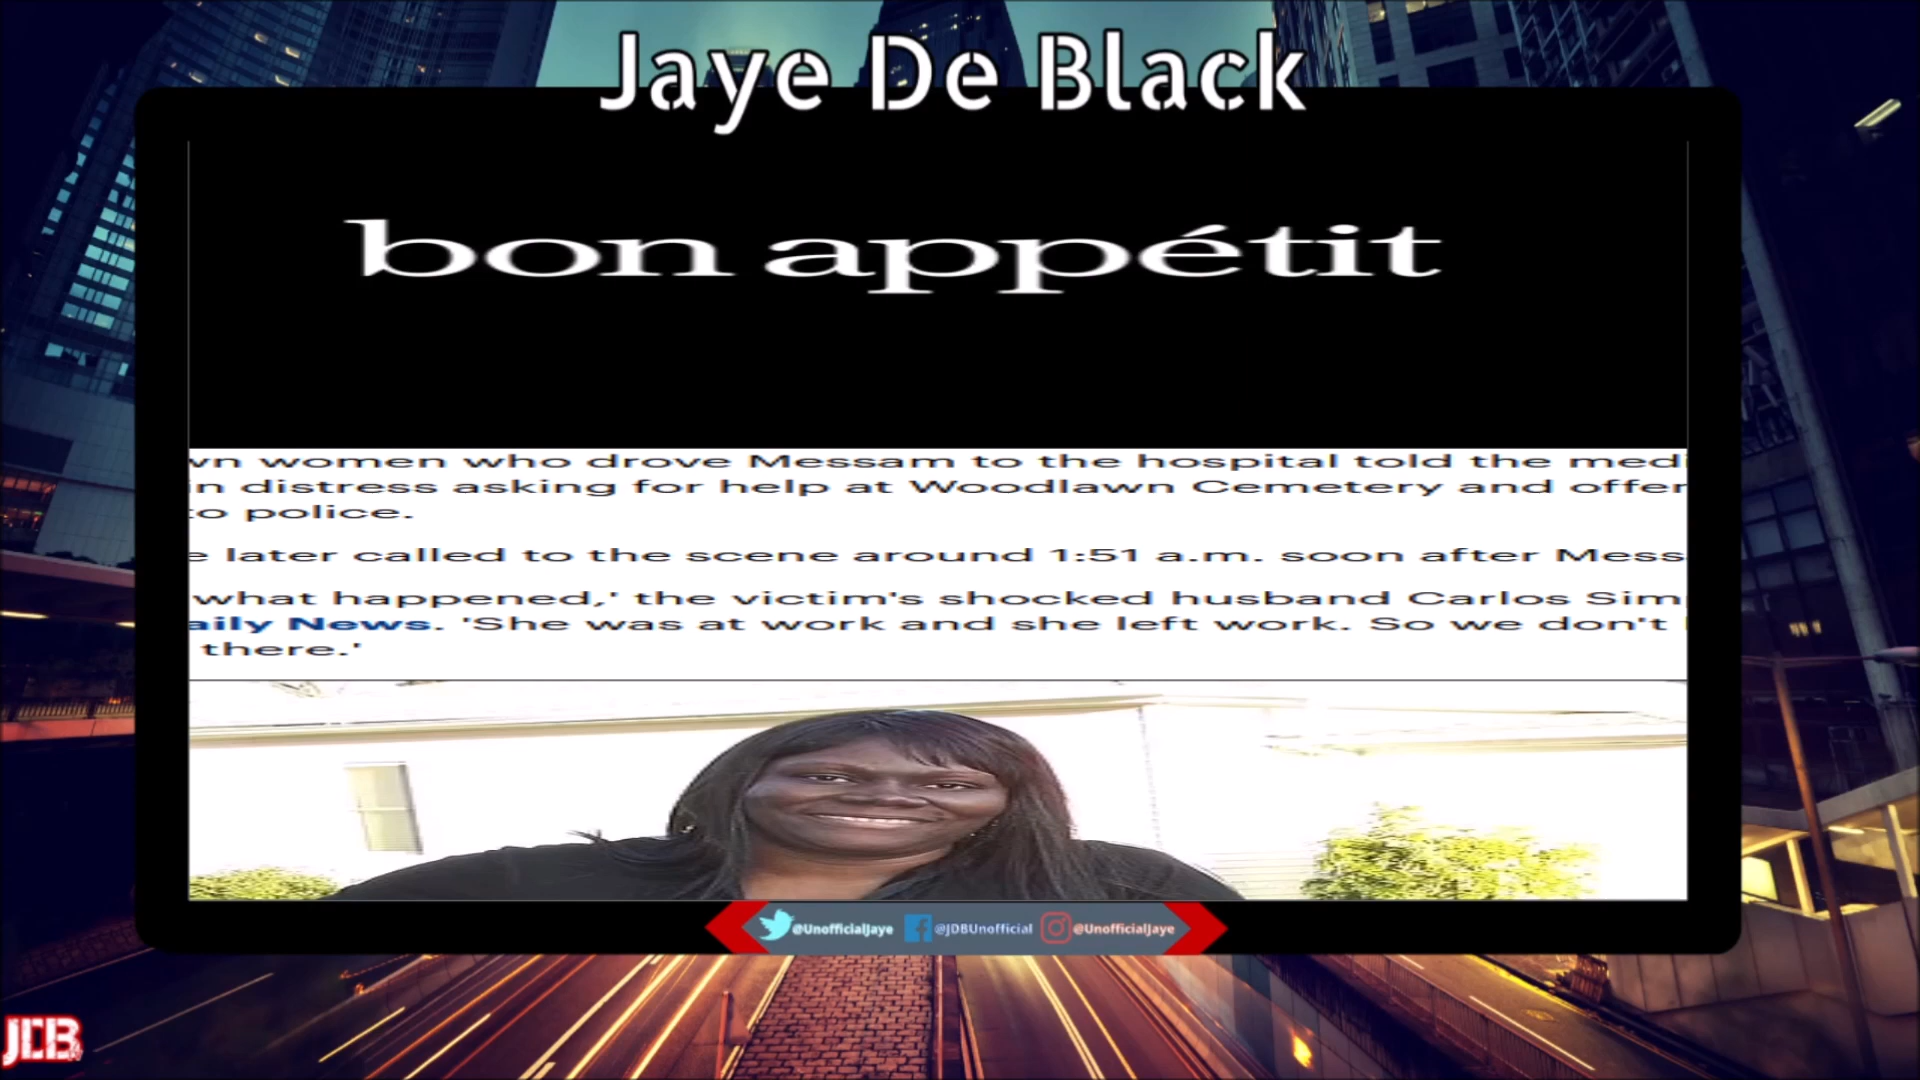 Jaye De Black
bon appétit
wn women who drove Messam to the hospital told the medi
in distress asking for help at Woodlawn Cemetery and offer
to police.
e later called to the scene around 1:51 a.m. soon after Mess
what happened,' the victim's shocked husband Carlos Sim
aily News. 'She was at work and she left work. So we don't
there.'
@UnofficialJaye @JDBUnofficial @UnofficialJaye